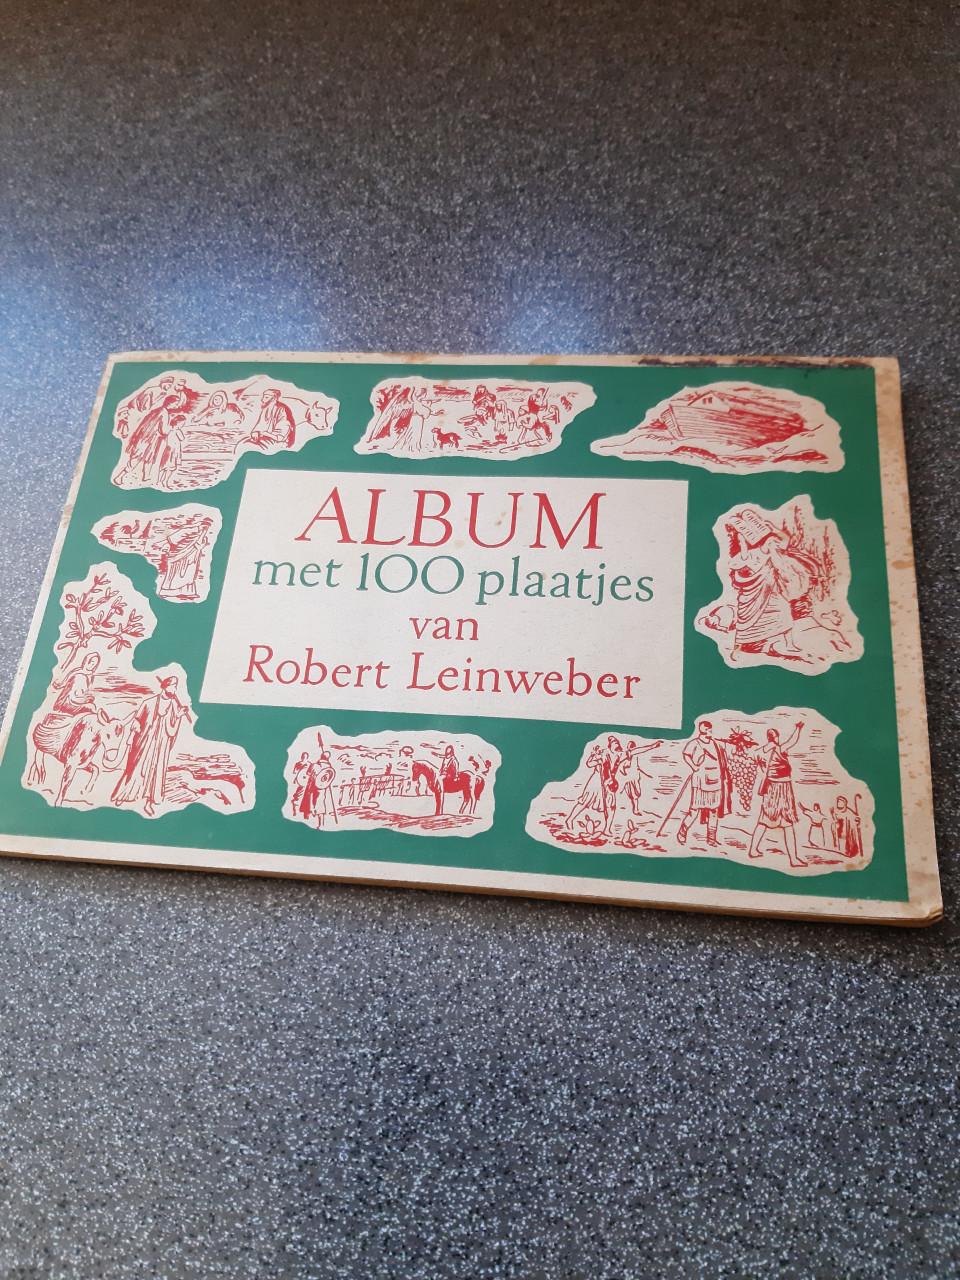 ALBUM
met 100 plaatjes
van
Robert Leinweber